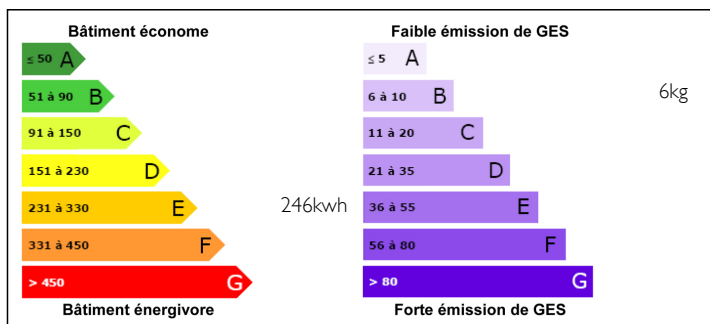 Bâtiment économe
≤ 50 A
51 à 90 B
91 à 150 C
151 à 230 D
231 à 330 E
246kwh
331 à 450 F
> 450 G
Bâtiment énergivore
Faible émission de GES
≤ 5 A
6 à 10 B
6kg
11 à 20 C
21 à 35 D
36 à 55 E
56 à 80 F
> 80 G
Forte émission de GES